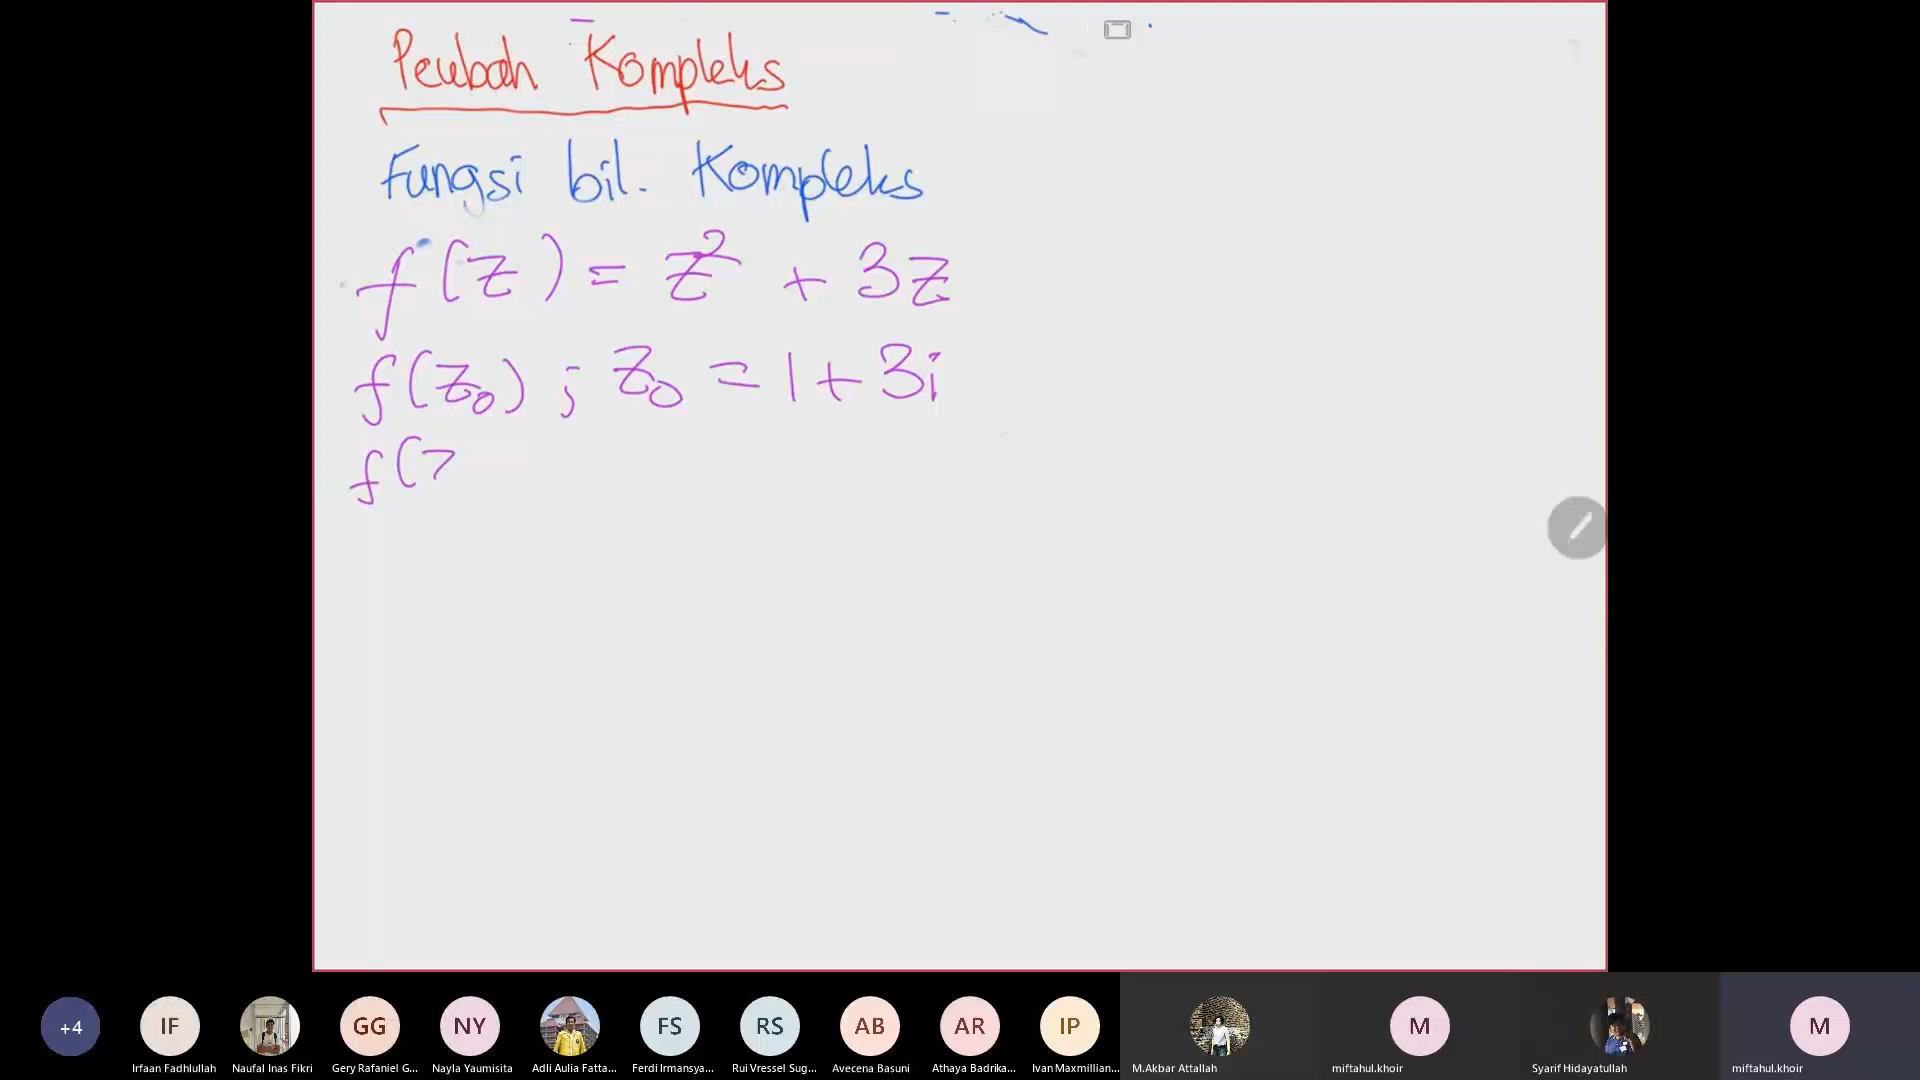 Peubah Kompleks
Fungsi bil. Kompleks
f(z) = z² + 3z
f(z₀) ; z₀ = 1 + 3i
f(z
+4
IF
GG
NY
FS
RS
AB
AR
IP
M
M
Irfaan Fadhlullah
Naufal Inas Fikri
Gery Rafaniel G...
Nayla Yaumisita
Adli Aulia Fatta...
Ferdi Irmansya...
Rui Vressel Sug...
Avecena Basuni
Athaya Badrika...
Ivan Maxmillian...
M.Akbar Attallah
miftahul.khoir
Syarif Hidayatullah
miftahul.khoir